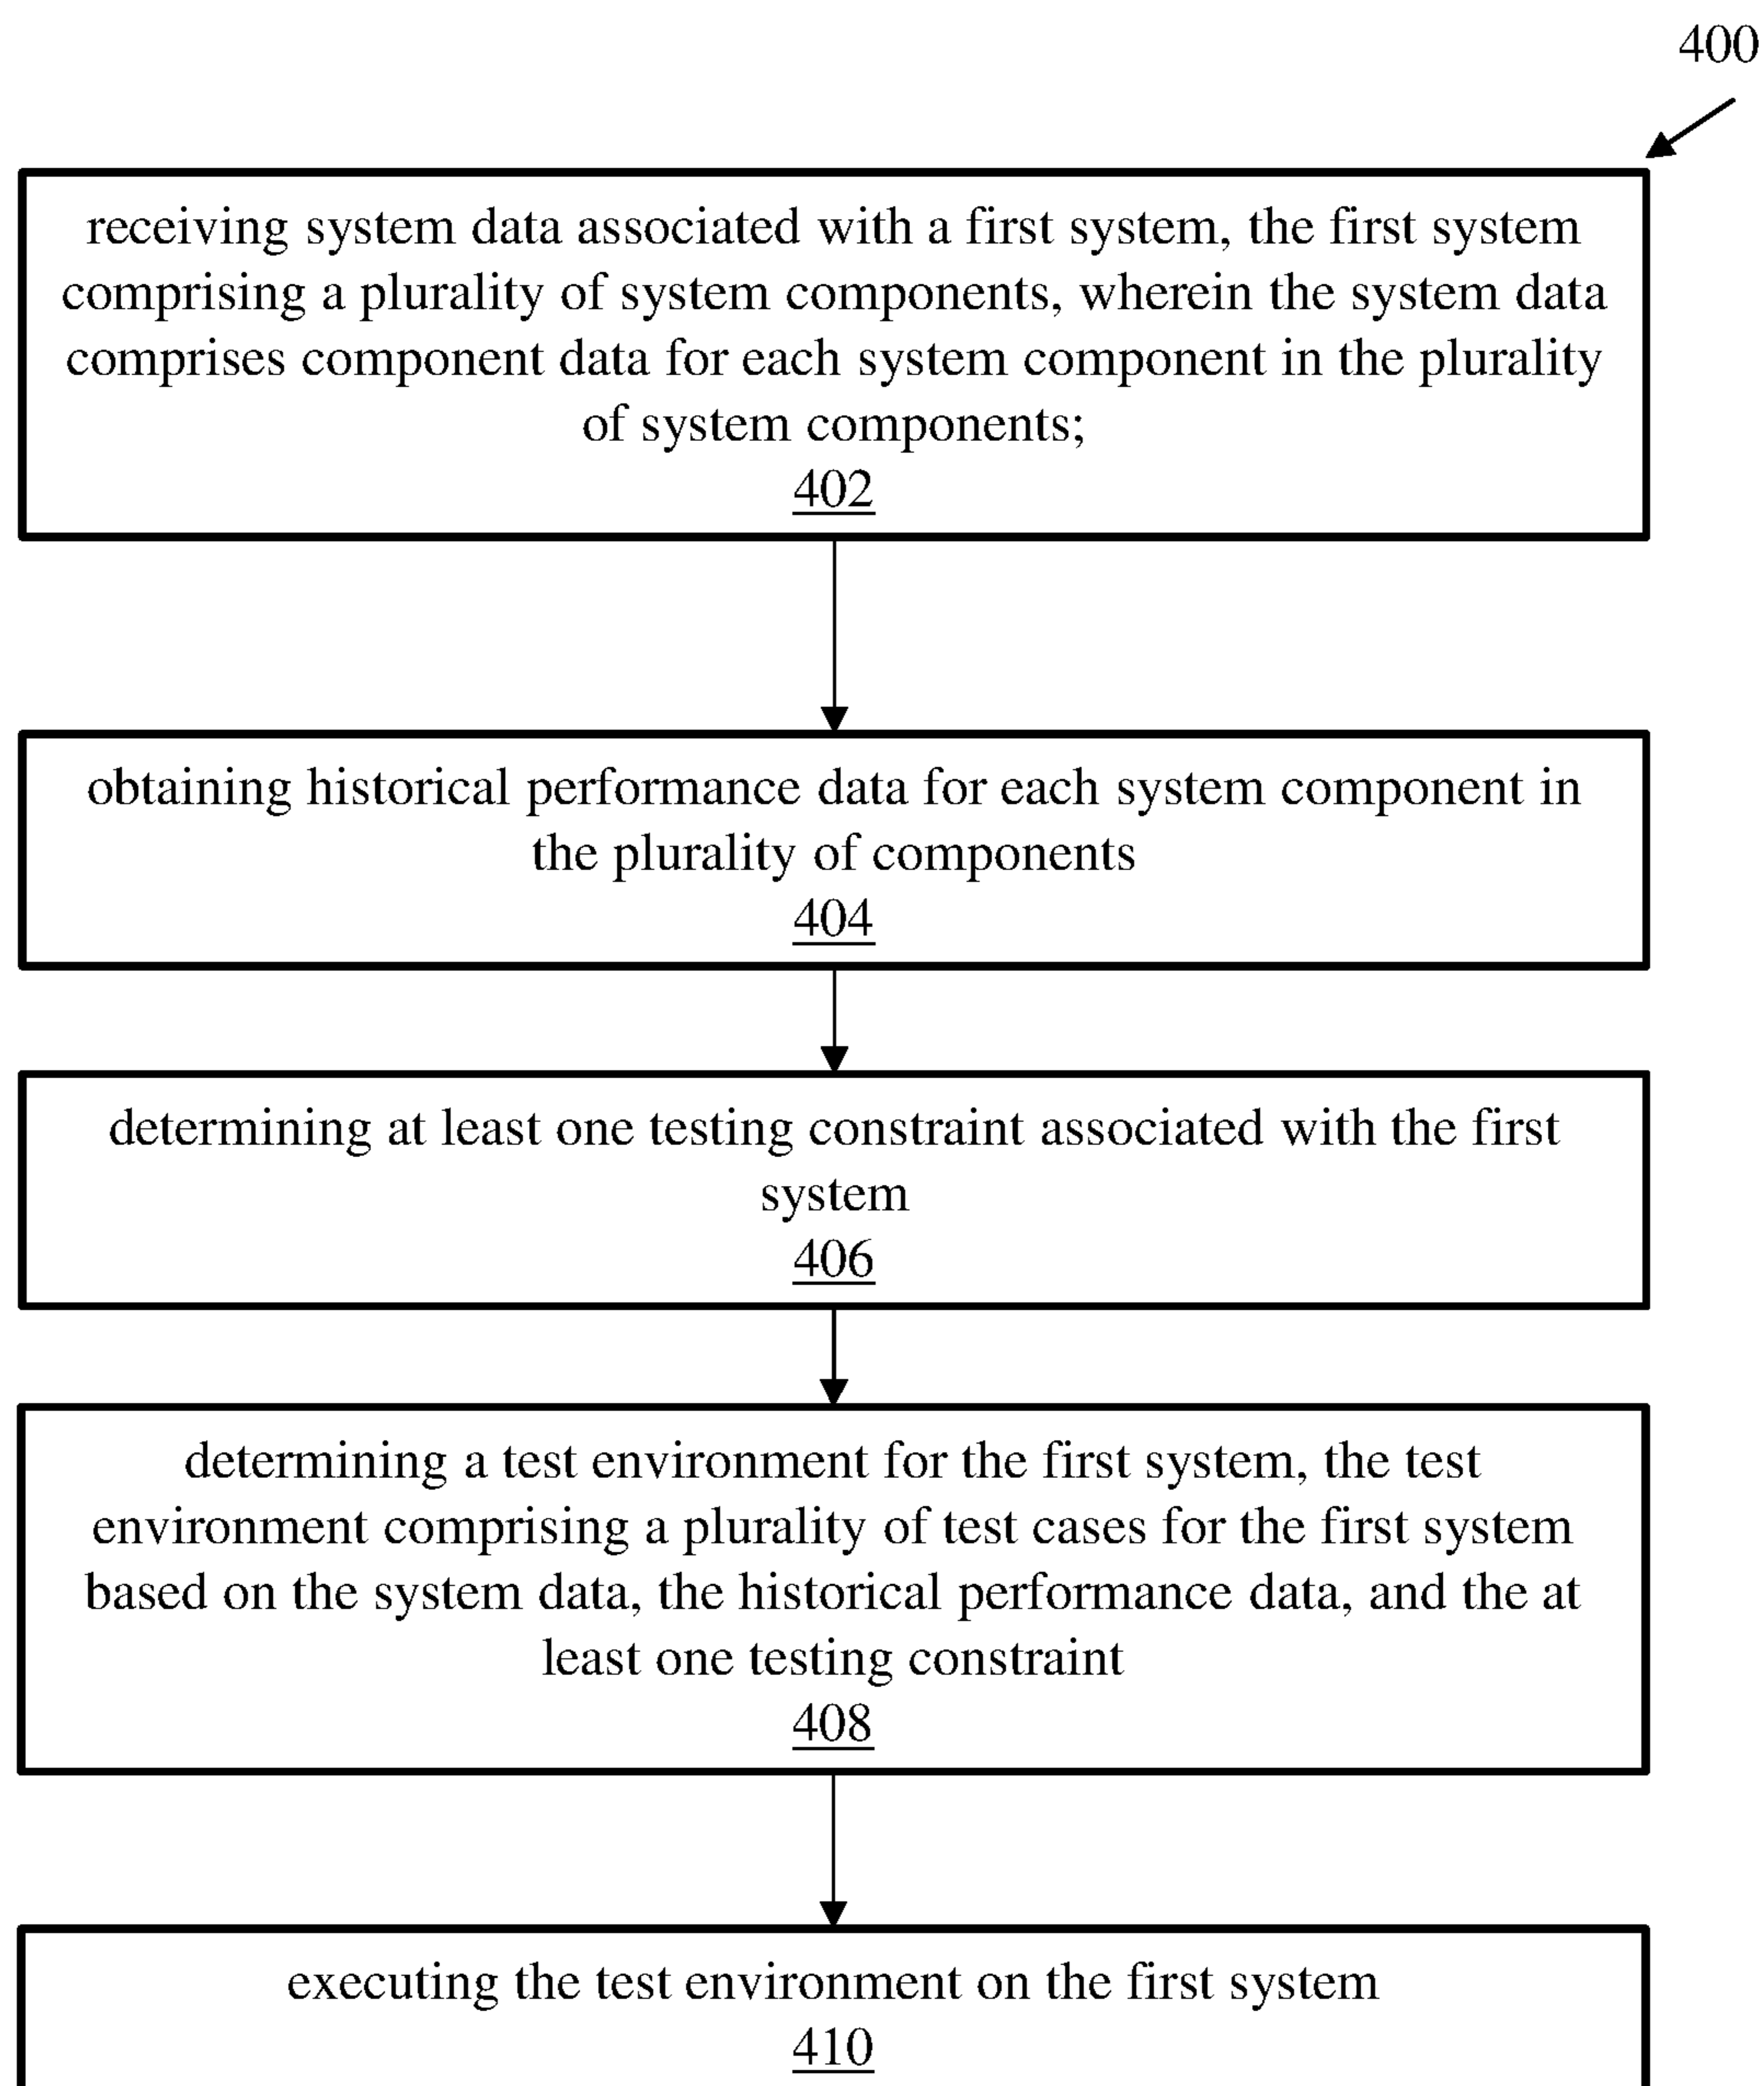 400
receiving system data associated with a first system, the first system
comprising a plurality of system components, wherein the system data
comprises component data for each system component in the plurality
of system components;
402
obtaining historical performance data for each system component in
the plurality of components
404
determining at least one testing constraint associated with the first
system
406
determining a test environment for the first system, the test
environment comprising a plurality of test cases for the first system
based on the system data, the historical performance data, and the at
least one testing constraint
408
executing the test environment on the first system
410